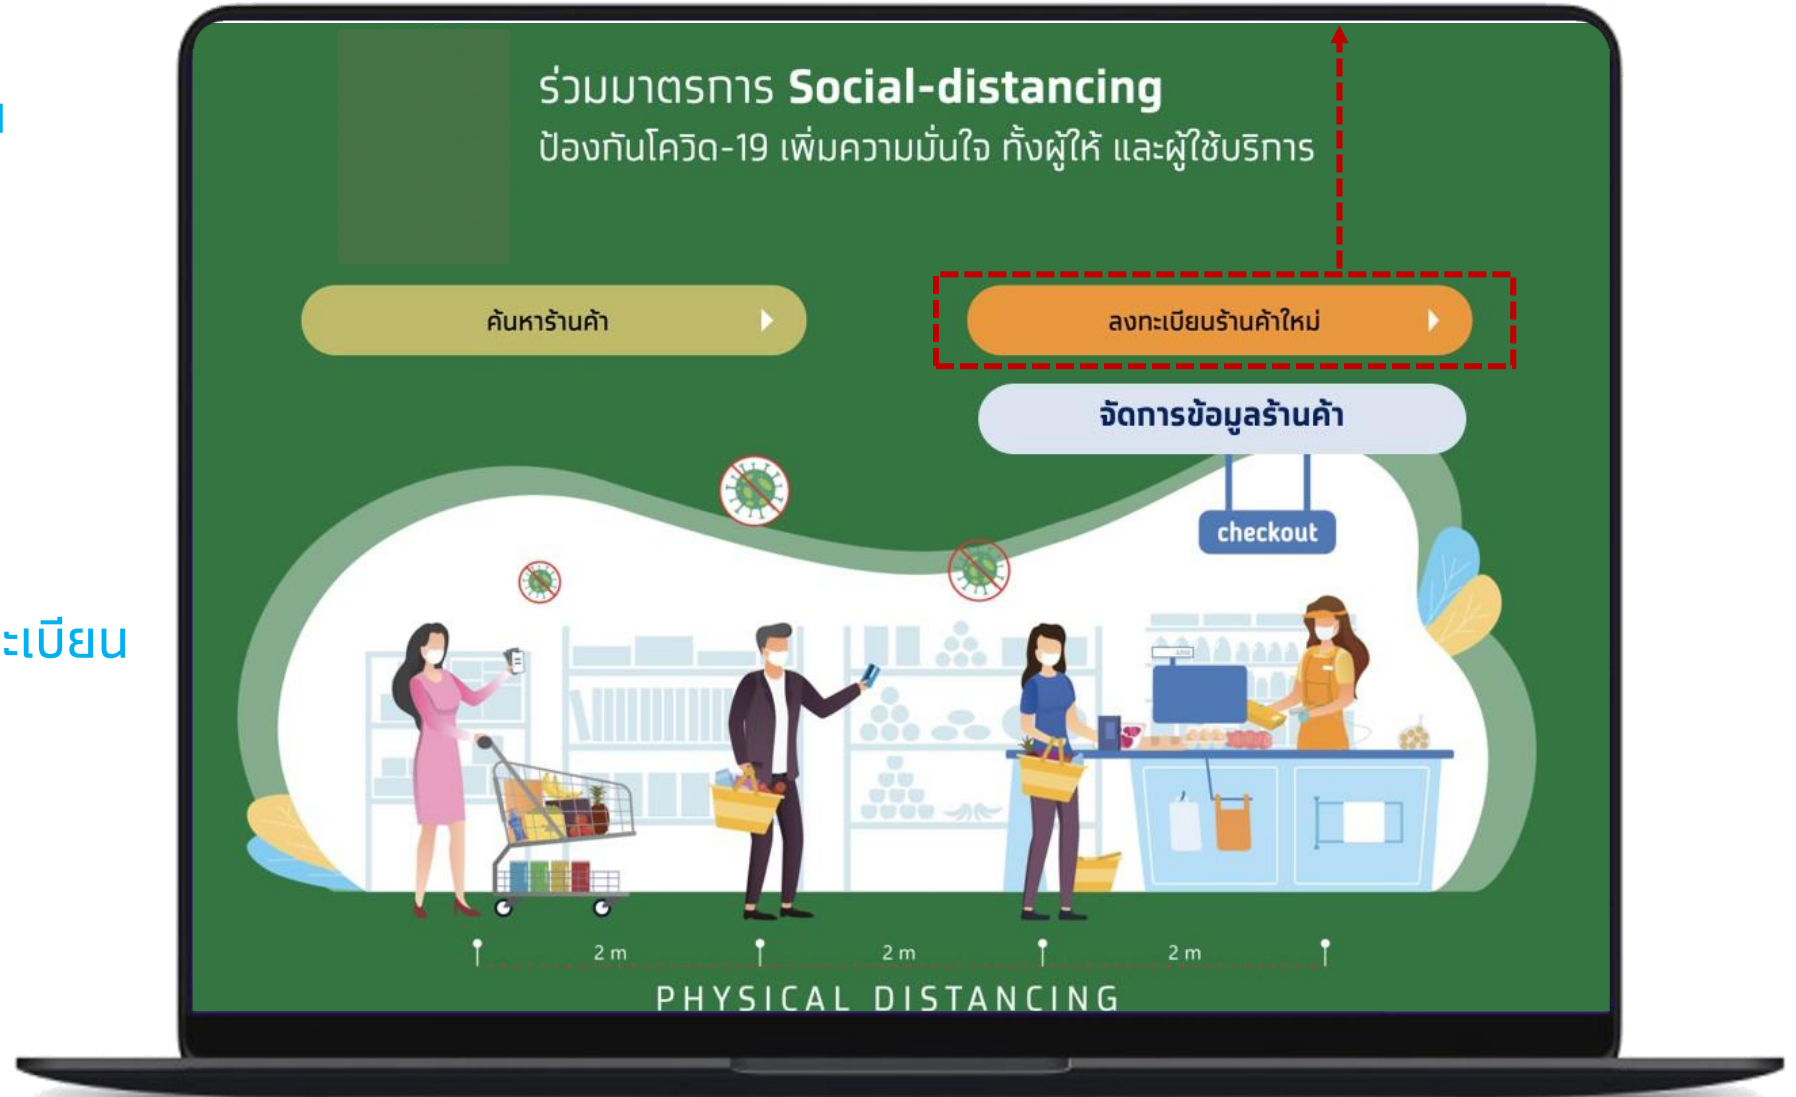 ร่วมมาตรการ Social-distancing
ป้องกันโควิด-19 เพิ่มความมั่นใจ ทั้งผู้ให้ และผู้ใช้บริการ
ค้นหาร้านค้า
ลงทะเบียนร้านค้าใหม่
จัดการข้อมูลร้านค้า
checkout
ะเบียน
2 m
2 m
2 m
PHYSICAL DISTANCING